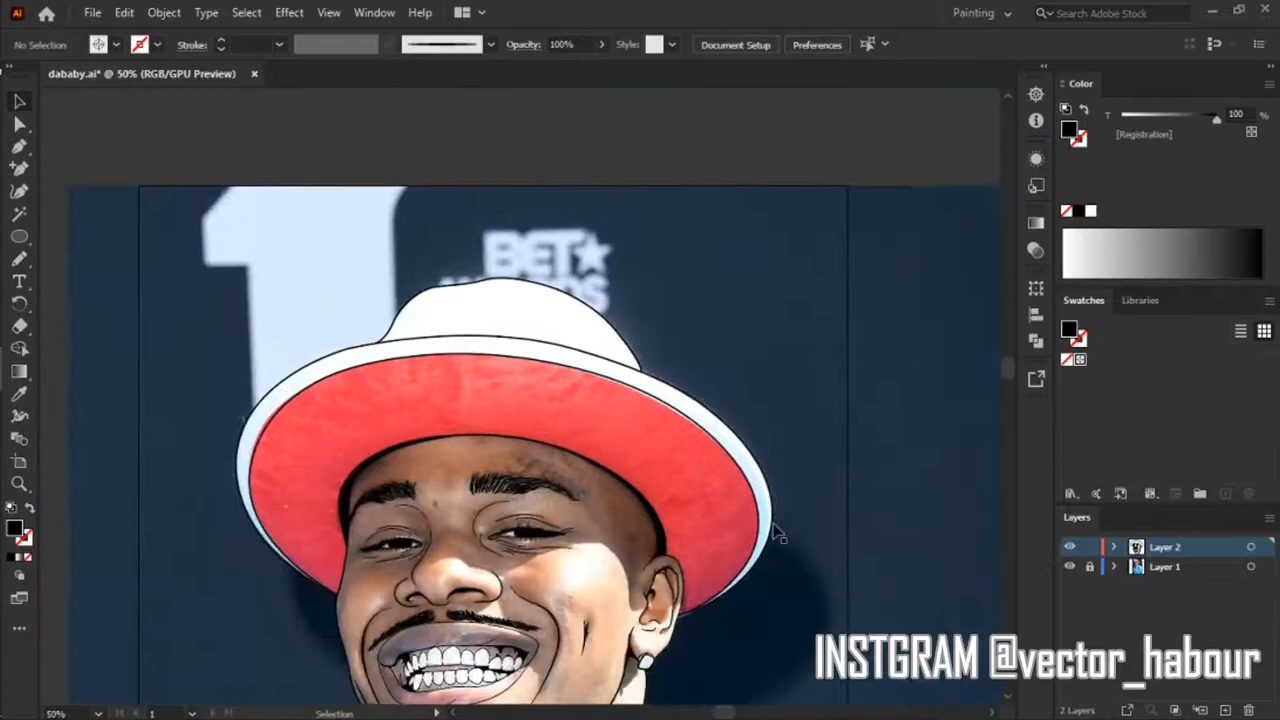 Ai File Edit Object Type Select Effect View Window Help Painting Search Adobe Stock
No Selection Stroke: Opacity: 100% Style: Document Setup Preferences
dababy.ai* @ 50% (RGB/GPU Preview)
Color
T 100 %
[Registration]
1
BET
Swatches Libraries
Layers
Layer 2
Layer 1
INSTGRAM @vector_habour
50% 1 Selection 2 Layers